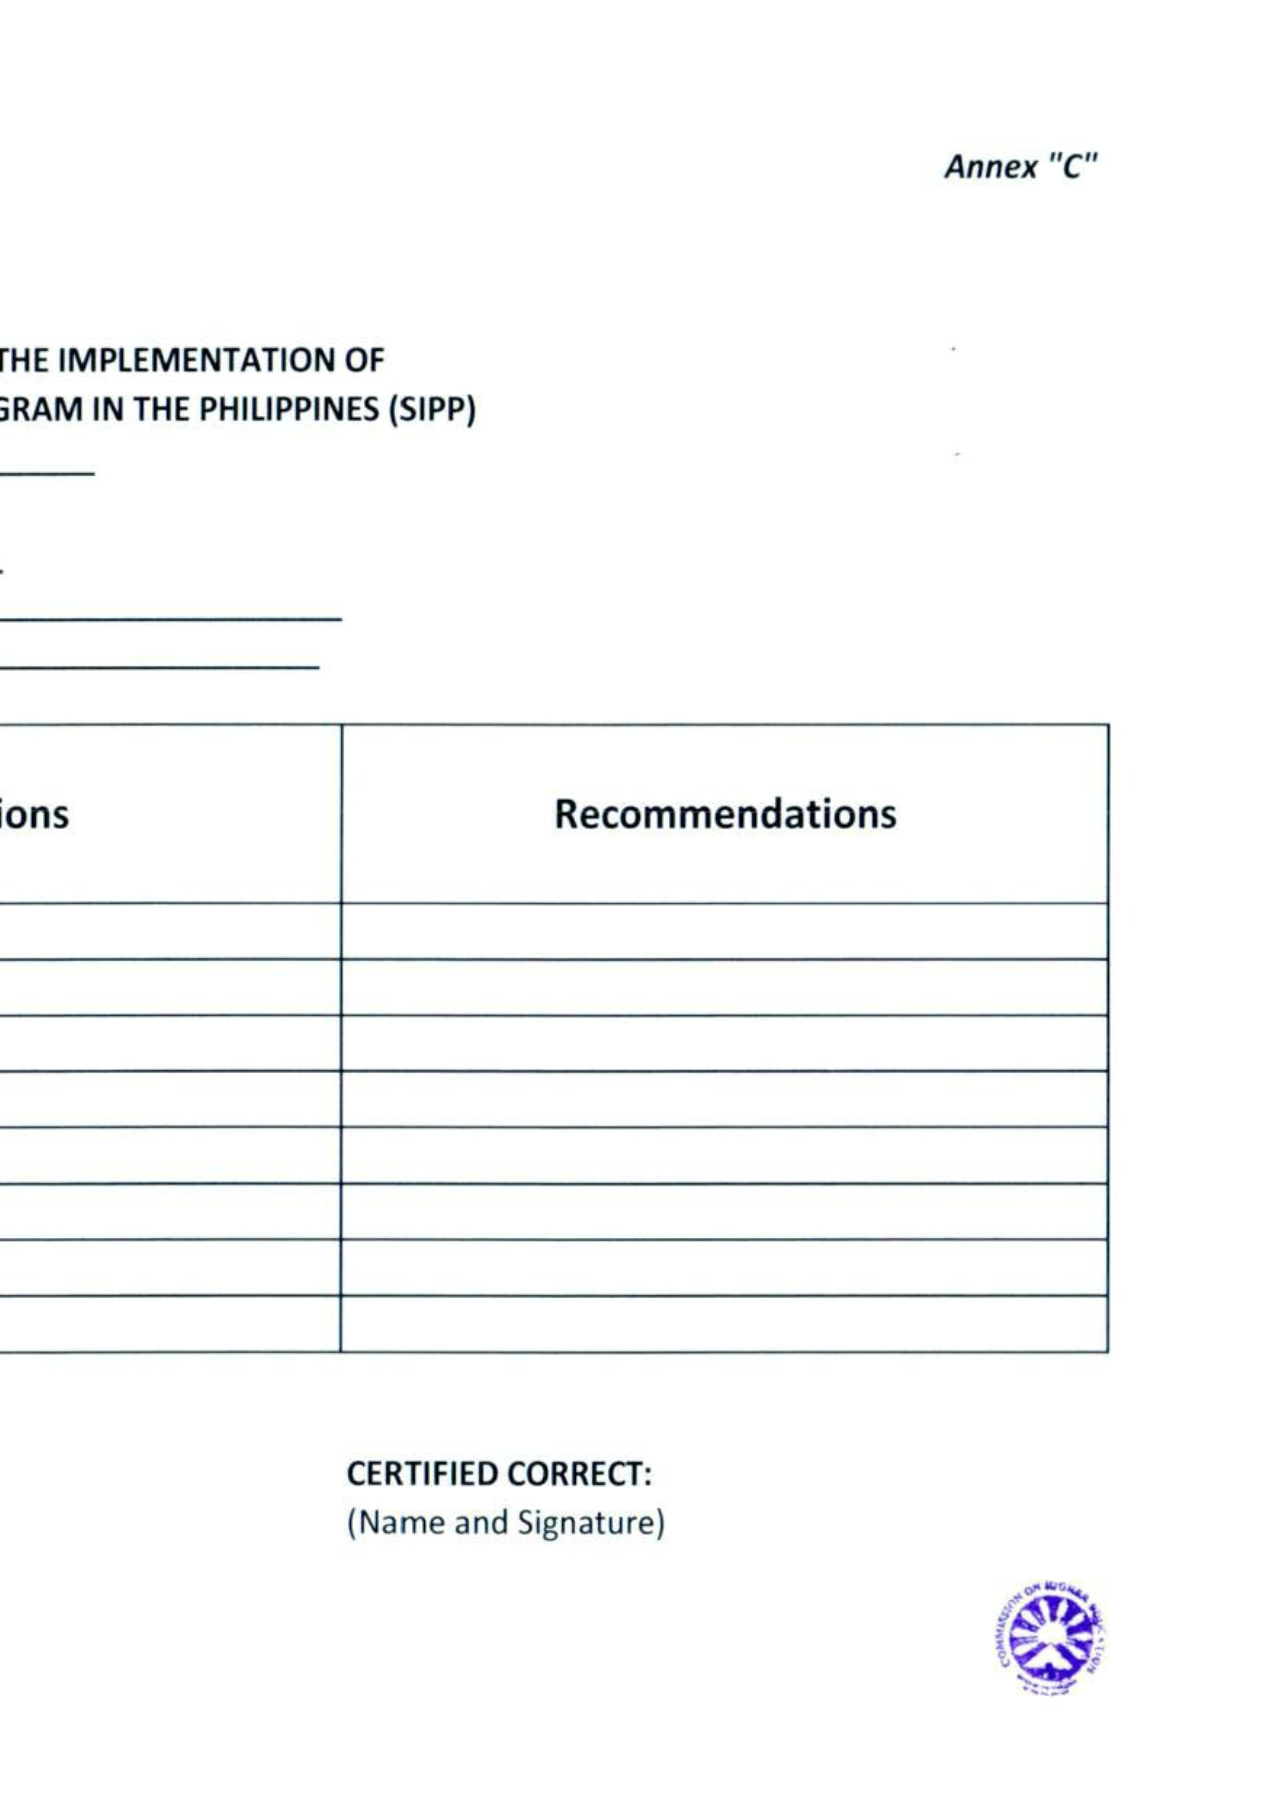 Annex "C"
THE IMPLEMENTATION OF
GRAM IN THE PHILIPPINES (SIPP)
ions
Recommendations
CERTIFIED CORRECT:
(Name and Signature)
COMMISSION ON HIGHER EDUCATION